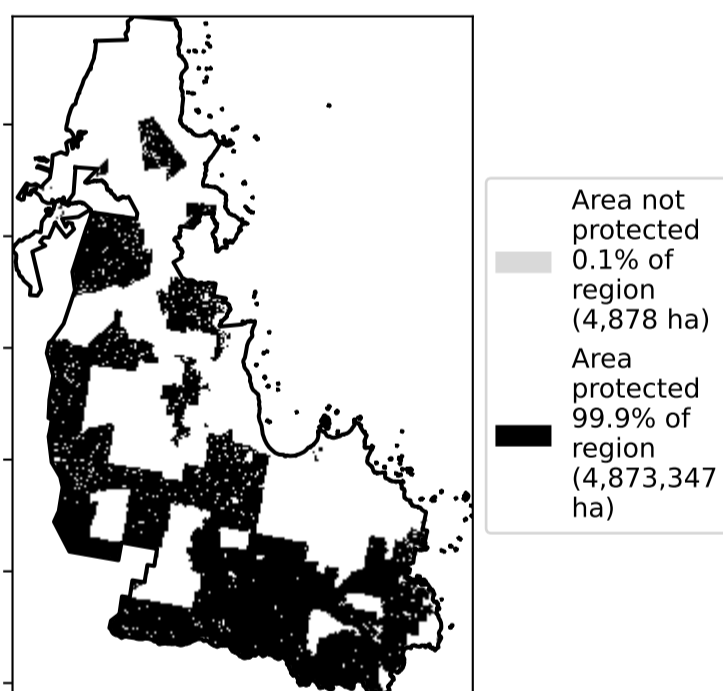 Area not
protected
0.1% of
region
(4,878 ha)
Area
protected
99.9% of
region
(4,873,347
ha)